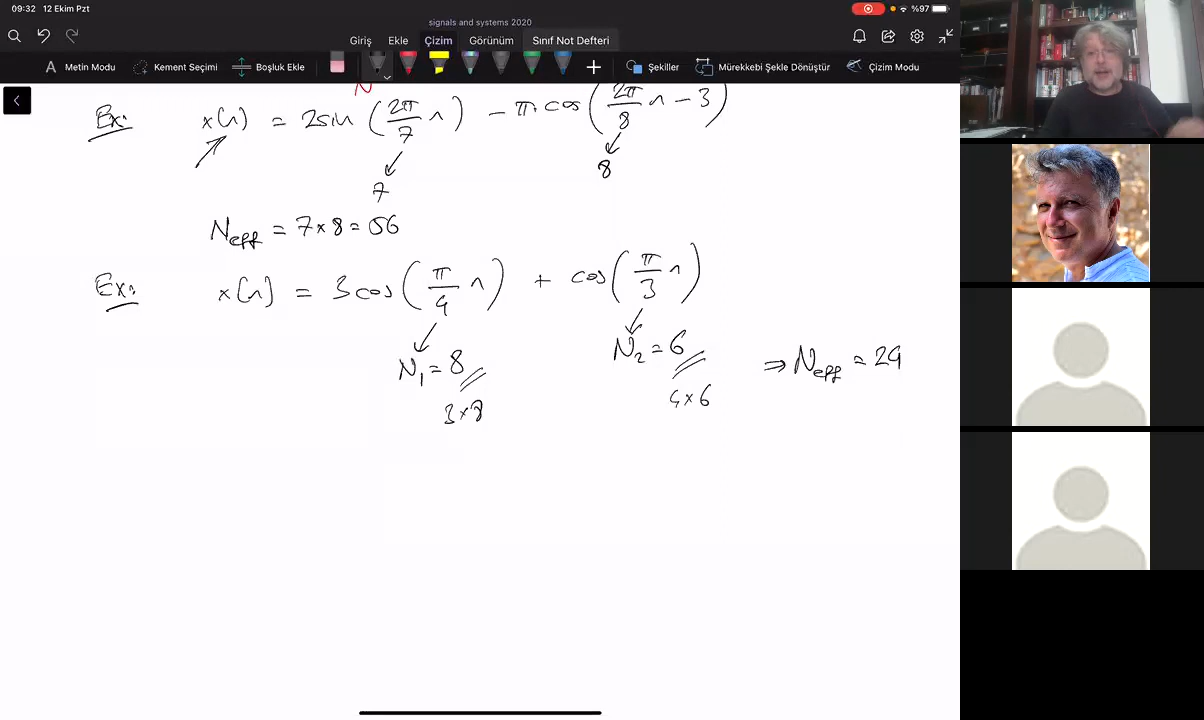 09:32 12 Ekim Pzt
%97
signals and systems 2020
Giriş Ekle Çizim Görünüm Sınıf Not Defteri
Metin Modu Kement Seçimi Boşluk Ekle Şekiller Mürekkebi Şekle Dönüştür Çizim Modu
N
Ex: x[n] = 2sin(2π/7 n) - π cos(2π/8 n - 3)
7
8
Neff = 7×8 = 56
Ex: x[n] = 3cos(π/4 n) + cos(π/3 n)
N1 = 8
N2 = 6
⇒ Neff = 24
3×8
4×6